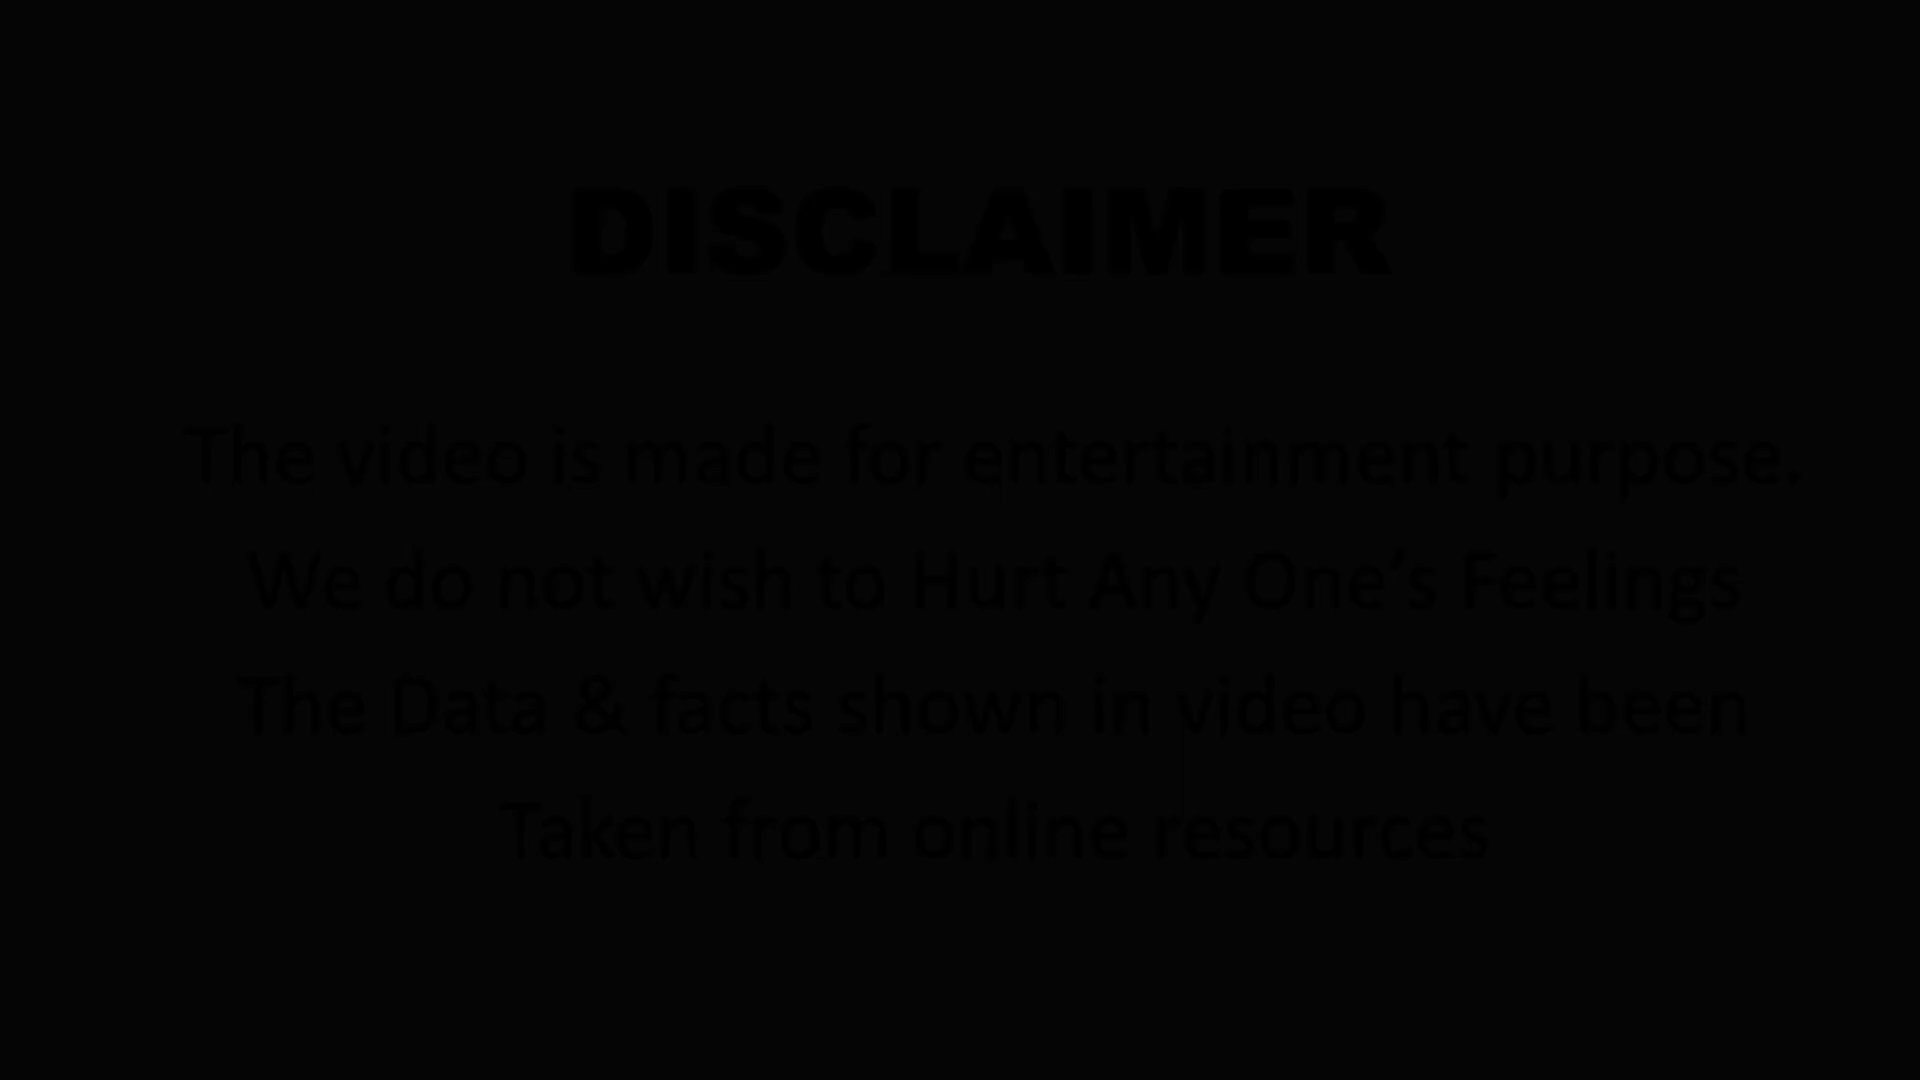 DISCLAIMER
The video is made for entertainment purpose.
We do not wish to Hurt Any One’s Feelings
The Data & facts shown in video have been
Taken from online resources